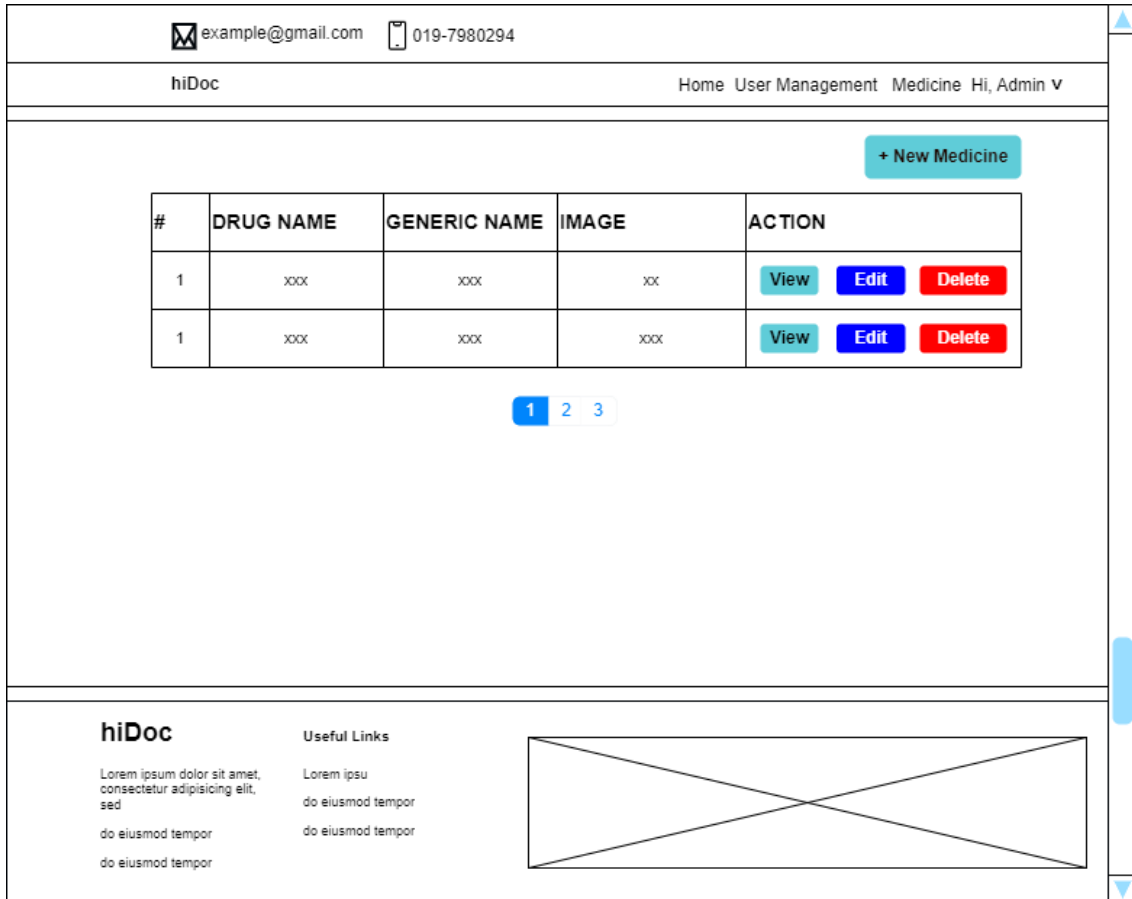 example@gmail.com 019-7980294
hiDoc Home User Management Medicine Hi, Admin v
+ New Medicine
# DRUG NAME GENERIC NAME IMAGE ACTION
1 xxx xxx xx View Edit Delete
1 xxx xxx xxx View Edit Delete
1 2 3
hiDoc
Lorem ipsum dolor sit amet,
consectetur adipisicing elit,
sed
do eiusmod tempor
do eiusmod tempor
Useful Links
Lorem ipsu
do eiusmod tempor
do eiusmod tempor